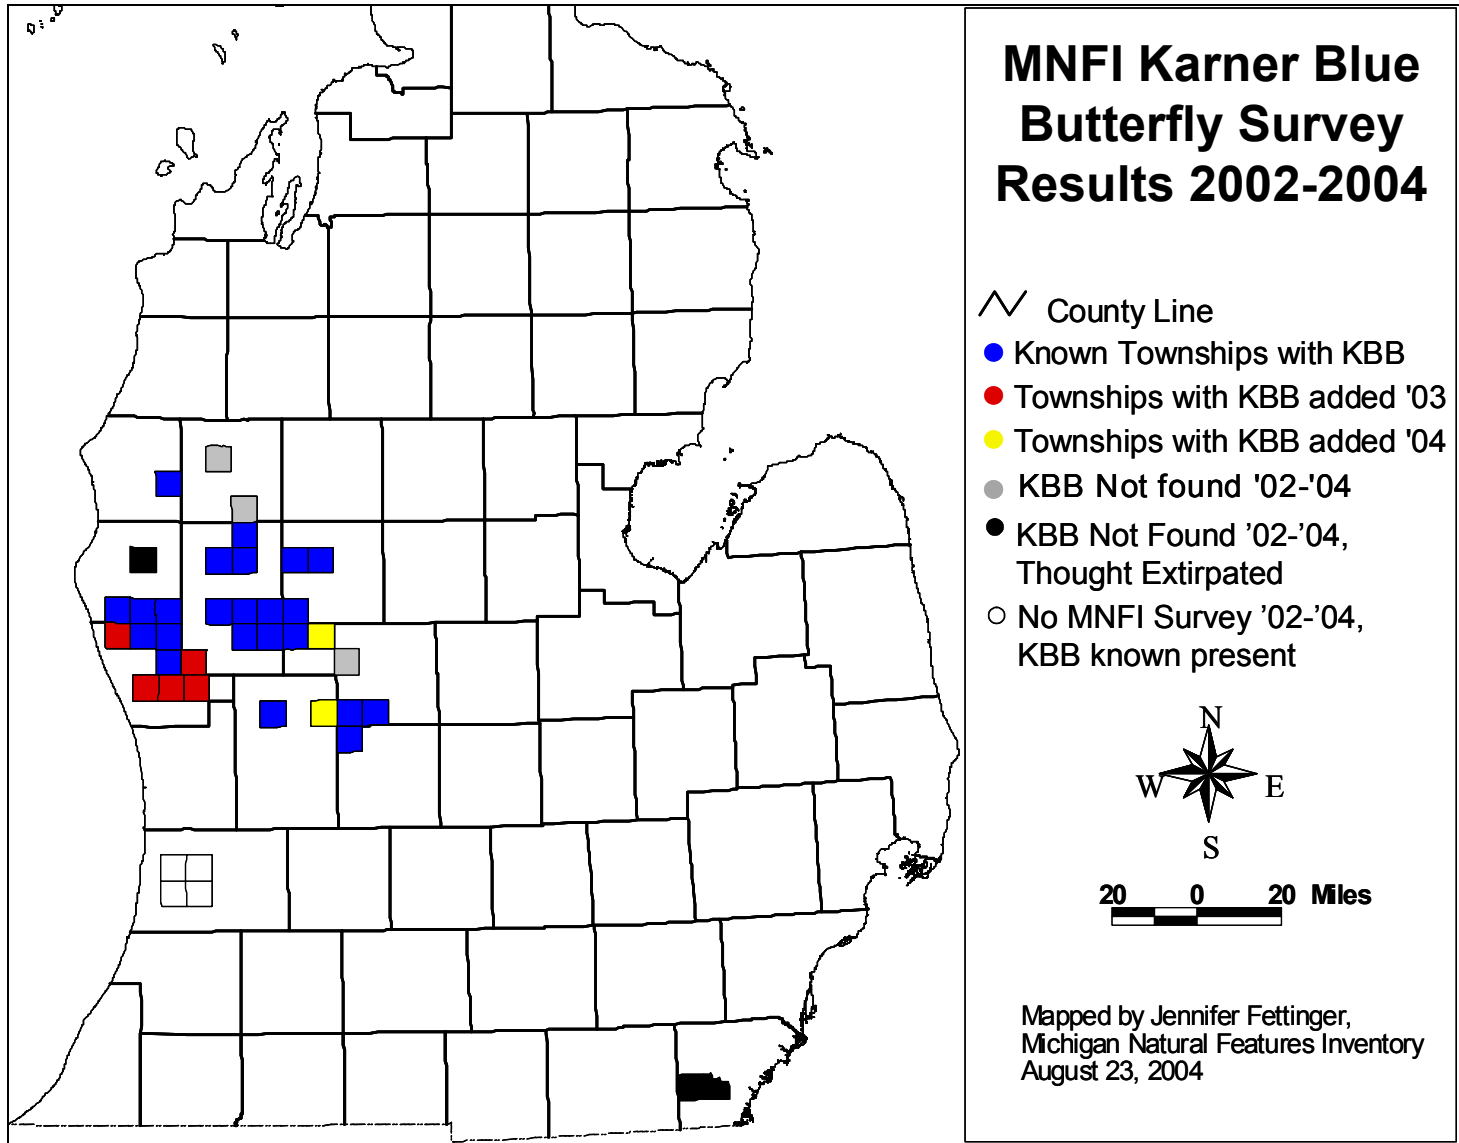 MNFI Karner Blue
Butterfly Survey
Results 2002-2004
County Line
Known Townships with KBB
Townships with KBB added '03
Townships with KBB added '04
KBB Not found '02-'04
KBB Not Found ’02-’04,
Thought Extirpated
No MNFI Survey ’02-’04,
KBB known present
N
W E
S
20 0 20 Miles
Mapped by Jennifer Fettinger,
Michigan Natural Features Inventory
August 23, 2004